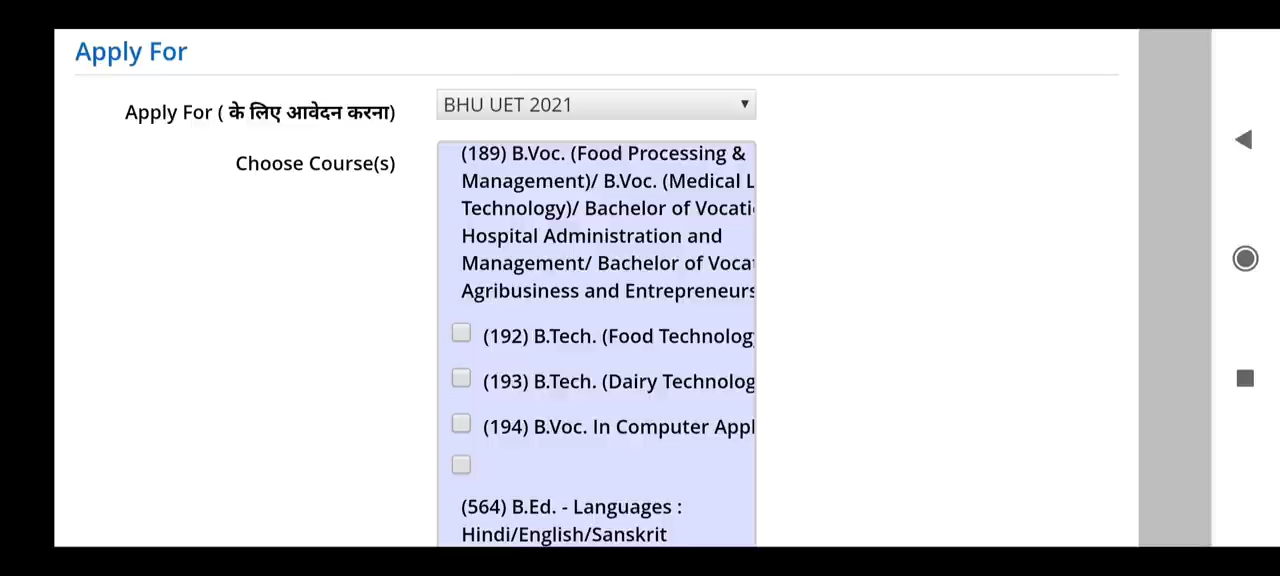 Apply For
Apply For ( के लिए आवेदन करना)
BHU UET 2021
Choose Course(s)
(189) B.Voc. (Food Processing &
Management)/ B.Voc. (Medical L
Technology)/ Bachelor of Vocati
Hospital Administration and
Management/ Bachelor of Voca
Agribusiness and Entrepreneurs
(192) B.Tech. (Food Technolog
(193) B.Tech. (Dairy Technolog
(194) B.Voc. In Computer Appl
(564) B.Ed. - Languages :
Hindi/English/Sanskrit